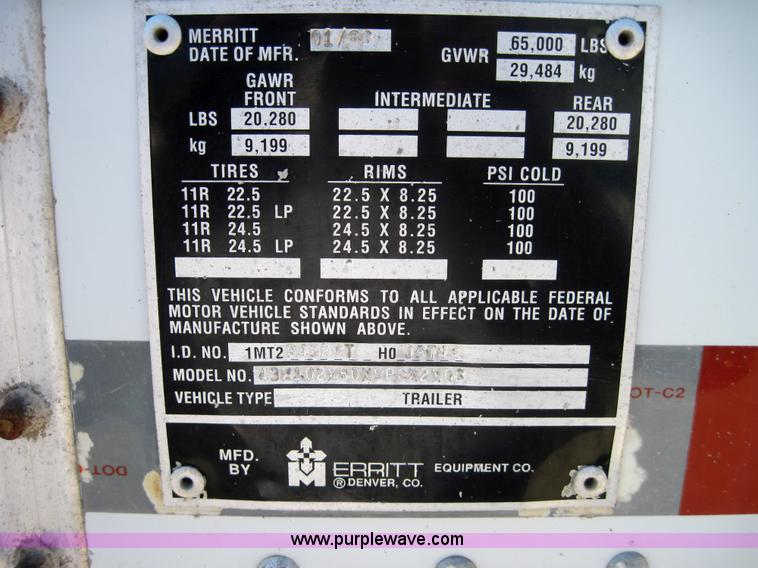 MERRITT
DATE OF MFR.
GVWR 65,000 LBS
29,484 kg
GAWR
FRONT INTERMEDIATE REAR
LBS 20,280 20,280
kg 9,199 9,199
TIRES RIMS PSI COLD
11R 22.5 22.5 X 8.25 100
11R 22.5 LP 22.5 X 8.25 100
11R 24.5 24.5 X 8.25 100
11R 24.5 LP 24.5 X 8.25 100
THIS VEHICLE CONFORMS TO ALL APPLICABLE FEDERAL
MOTOR VEHICLE STANDARDS IN EFFECT ON THE DATE OF
MANUFACTURE SHOWN ABOVE.
I.D. NO. 1MT2 HO
MODEL NO.
VEHICLE TYPE TRAILER
DOT-C2
MFD.
BY
M ERRITT EQUIPMENT CO.
® DENVER, CO.
www.purplewave.com